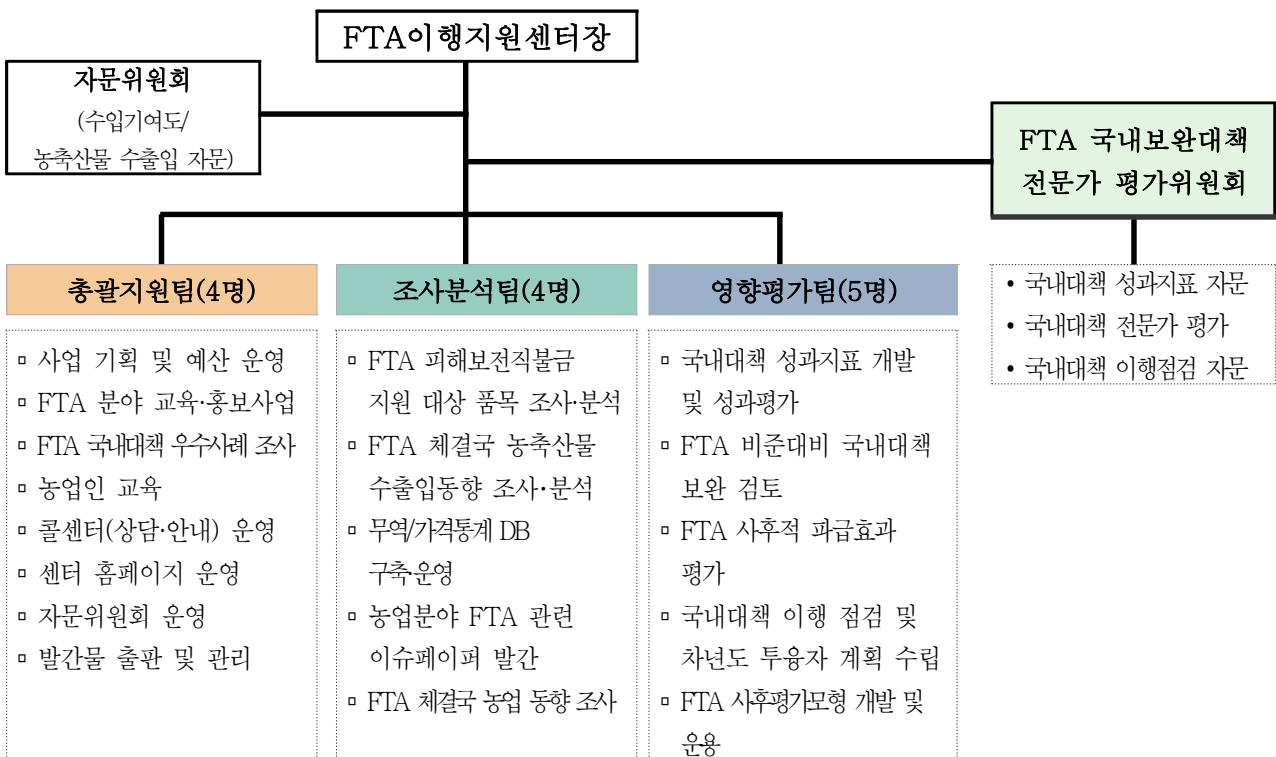 FTA이행지원센터장
자문위원회
(수입기여도/
농축산물 수출입 자문)
FTA 국내보완대책
전문가 평가위원회
• 국내대책 성과지표 자문
• 국내대책 전문가 평가
• 국내대책 이행점검 자문
총괄지원팀(4명)
▫ 사업 기획 및 예산 운영
▫ FTA 분야 교육·홍보사업
▫ FTA 국내대책 우수사례 조사
▫ 농업인 교육
▫ 콜센터(상담·안내) 운영
▫ 센터 홈페이지 운영
▫ 자문위원회 운영
▫ 발간물 출판 및 관리
조사분석팀(4명)
▫ FTA 피해보전직불금
지원 대상 품목 조사·분석
▫ FTA 체결국 농축산물
수출입동향 조사·분석
▫ 무역/가격통계 DB
구축·운영
▫ 농업분야 FTA 관련
이슈페이퍼 발간
▫ FTA 체결국 농업 동향 조사
영향평가팀(5명)
▫ 국내대책 성과지표 개발
및 성과평가
▫ FTA 비준대비 국내대책
보완 검토
▫ FTA 사후적 파급효과
평가
▫ 국내대책 이행 점검 및
차년도 투융자 계획 수립
▫ FTA 사후평가모형 개발 및
운용